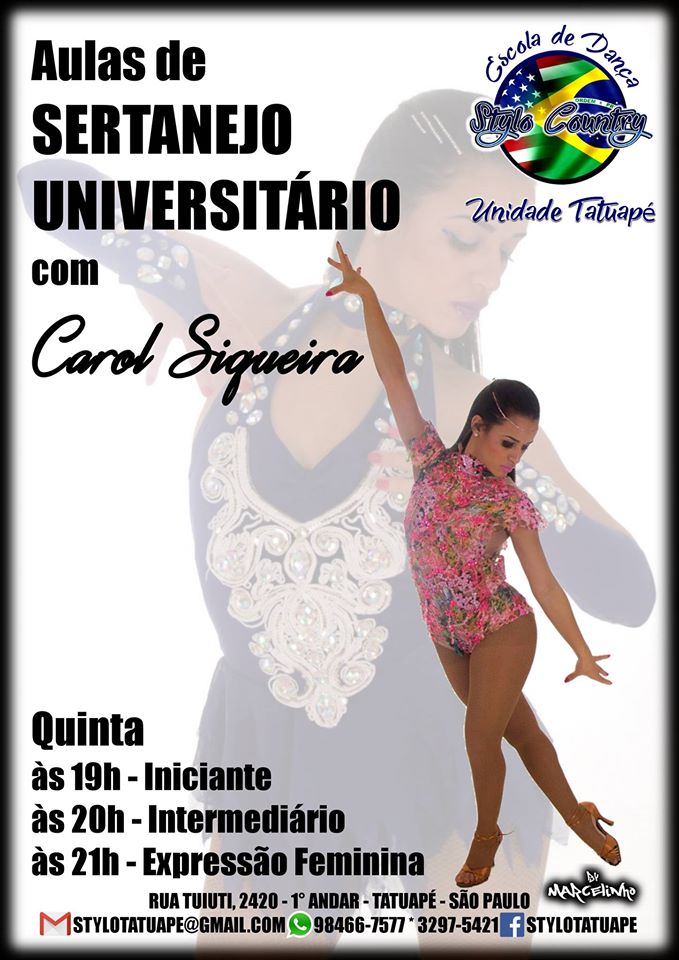 Aulas de
SERTANEJO
UNIVERSITÁRIO
com
Carol Siqueira
Escola de Dança
ORDEM E PR
Stylo Country
Unidade Tatuapé
Quinta
às 19h - Iniciante
às 20h - Intermediário
às 21h - Expressão Feminina
BY
MARCELINHO
RUA TUIUTI, 2420 - 1° ANDAR - TATUAPÉ - SÃO PAULO
STYLOTATUAPE@GMAIL.COM 98466-7577 * 3297-5421 STYLOTATUAPE